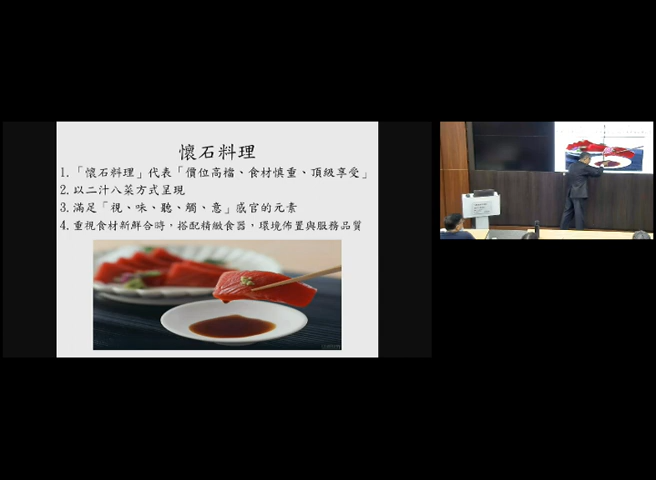 懷石料理
1.「懷石料理」代表「價位高檔、食材慎重、頂級享受」
2.以二汁八菜方式呈現
3.滿足「視、味、聽、觸、意」感官的元素
4.重視食材新鮮合時，搭配精緻食器，環境佈置與服務品質